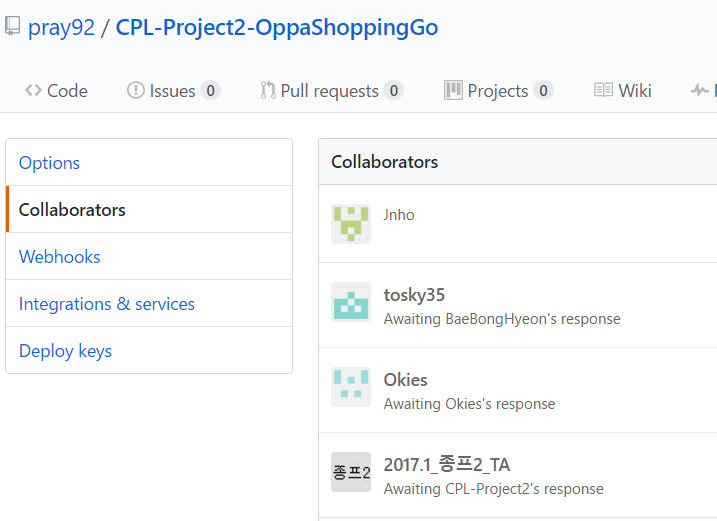 pray92 / CPL-Project2-OppaShoppingGo
Code Issues 0 Pull requests 0 Projects 0 Wiki
Options
Collaborators
Webhooks
Integrations & services
Deploy keys
Collaborators
Jnho
tosky35
Awaiting BaeBongHyeon's response
Okies
Awaiting Okies's response
종프2
2017.1_종프2_TA
Awaiting CPL-Project2's response